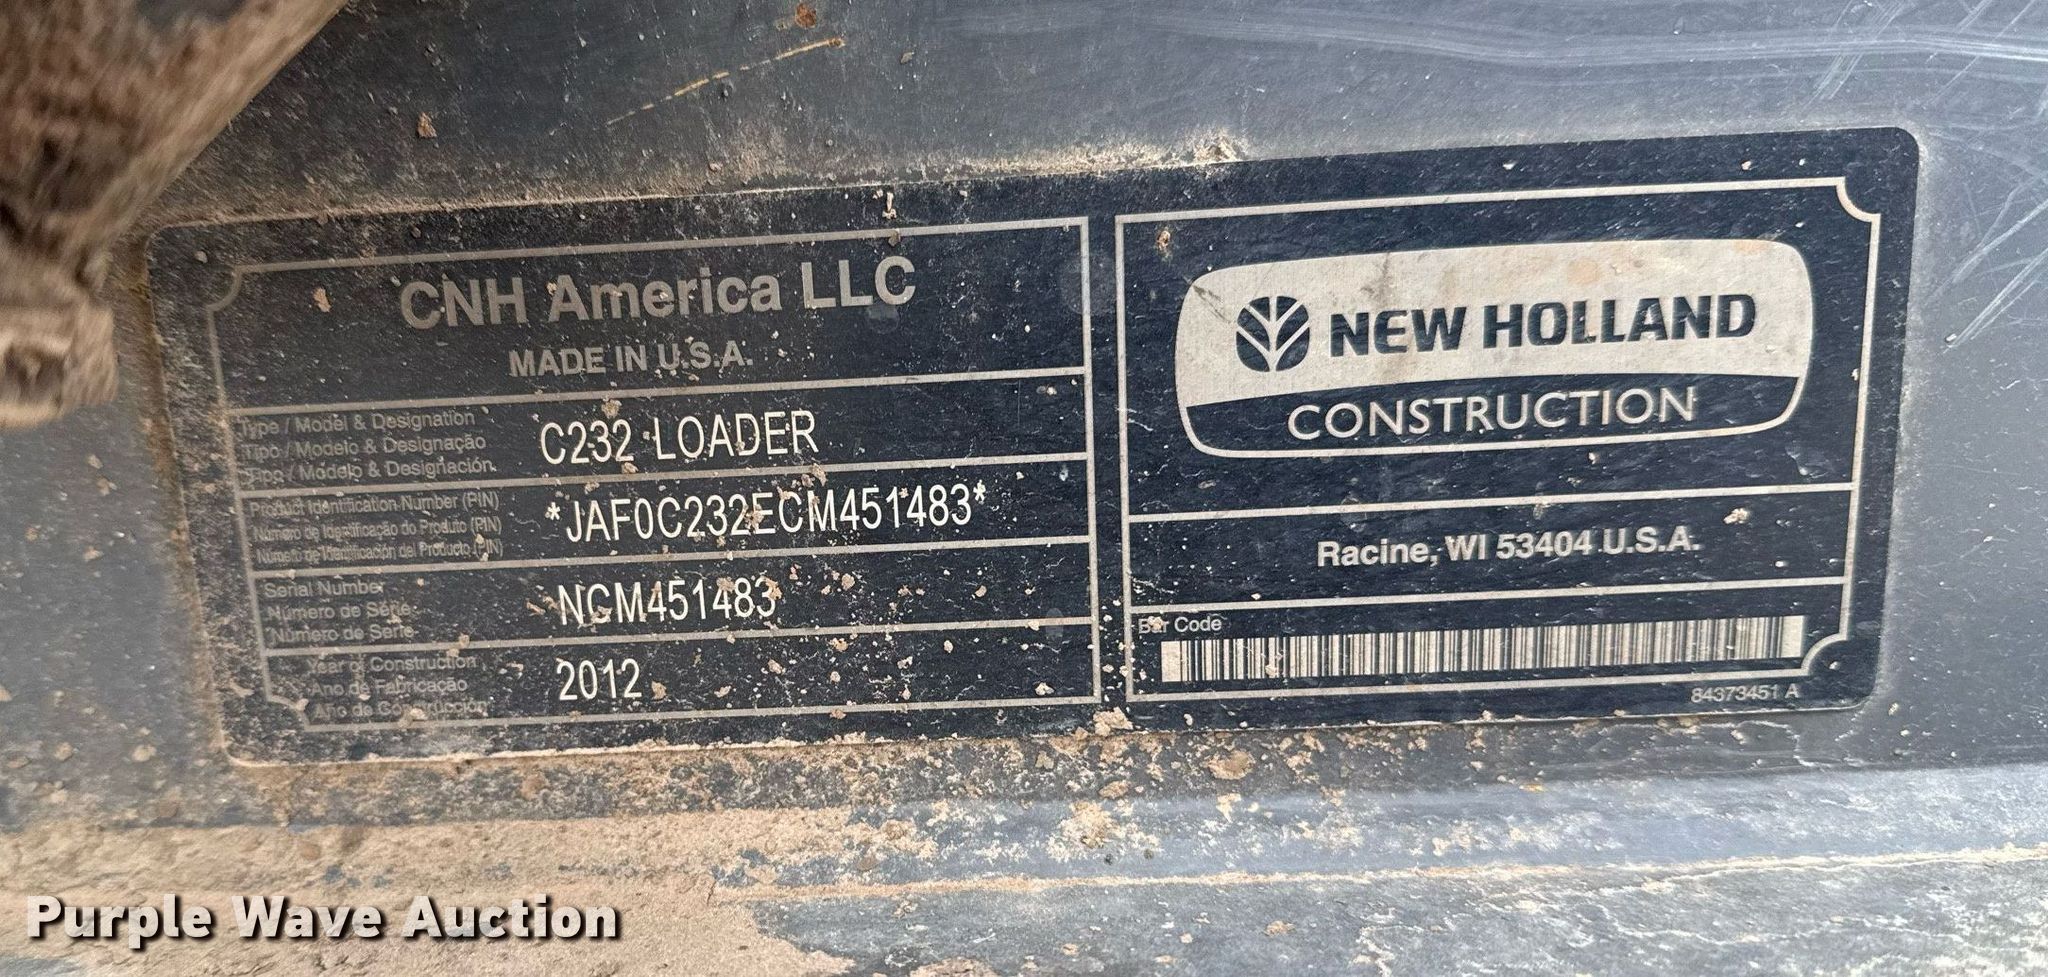 CNH America LLC
MADE IN U.S.A.
Type / Model & Designation
Tipo / Modelo & Designação
Tipo / Modelo & Designación
C232 LOADER
Product Identification Number (PIN)
Número de Identificação do Produto (PIN)
Número de Identificación del Producto (PIN)
*JAF0C232ECM451483*
Serial Number
Número de Série
Número de Serie
NCM451483
Year of Construction
Ano de Fabricação
Año de Construcción
2012
NEW HOLLAND
CONSTRUCTION
Racine, WI 53404 U.S.A.
Bar Code
84373451 A
Purple Wave Auction